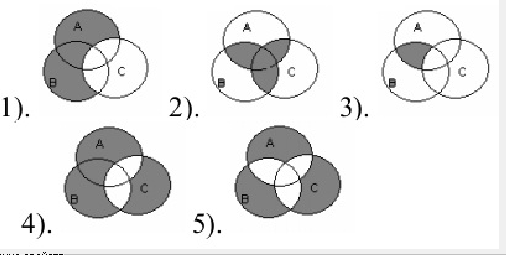 A A A
B C B C B C
1). 2). 3).
A A
B C B C
4). 5).